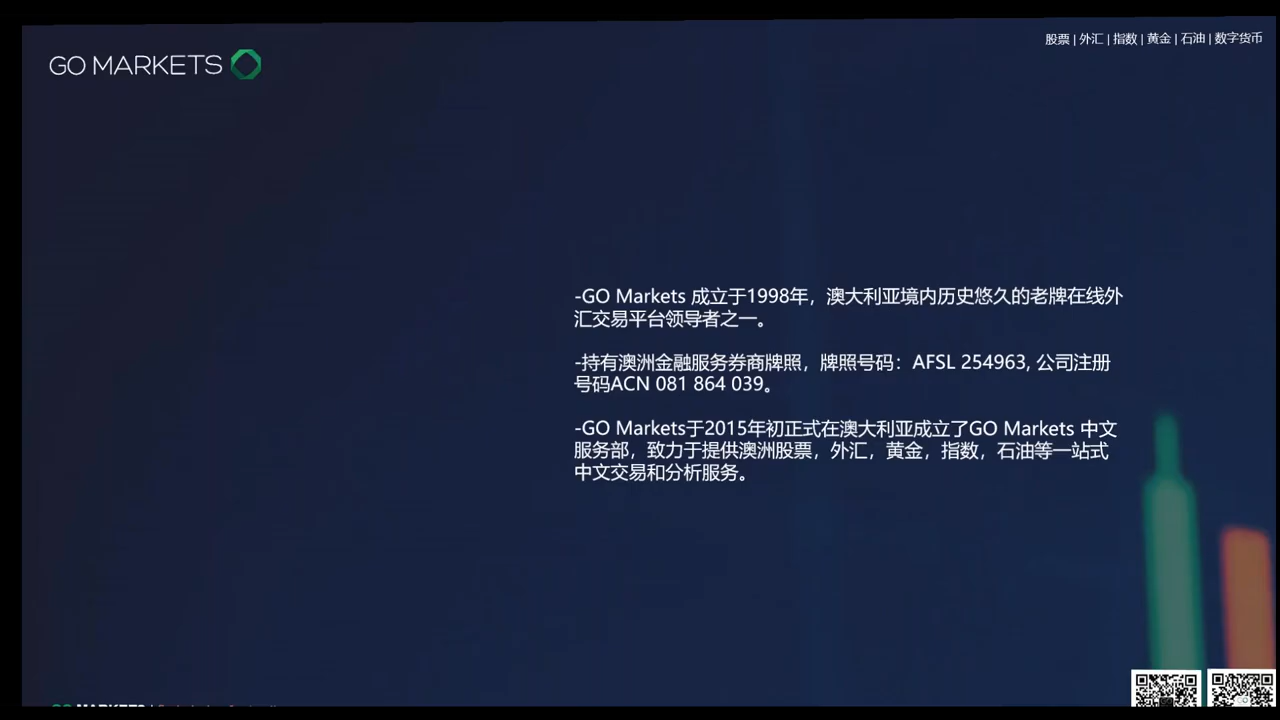 GO MARKETS
股票 | 外汇 | 指数 | 黄金 | 石油 | 数字货币
-GO Markets 成立于1998年，澳大利亚境内历史悠久的老牌在线外
汇交易平台领导者之一。
-持有澳洲金融服务券商牌照，牌照号码：AFSL 254963, 公司注册
号码ACN 081 864 039。
-GO Markets于2015年初正式在澳大利亚成立了GO Markets 中文
服务部，致力于提供澳洲股票，外汇，黄金，指数，石油等一站式
中文交易和分析服务。
GO MARKETS